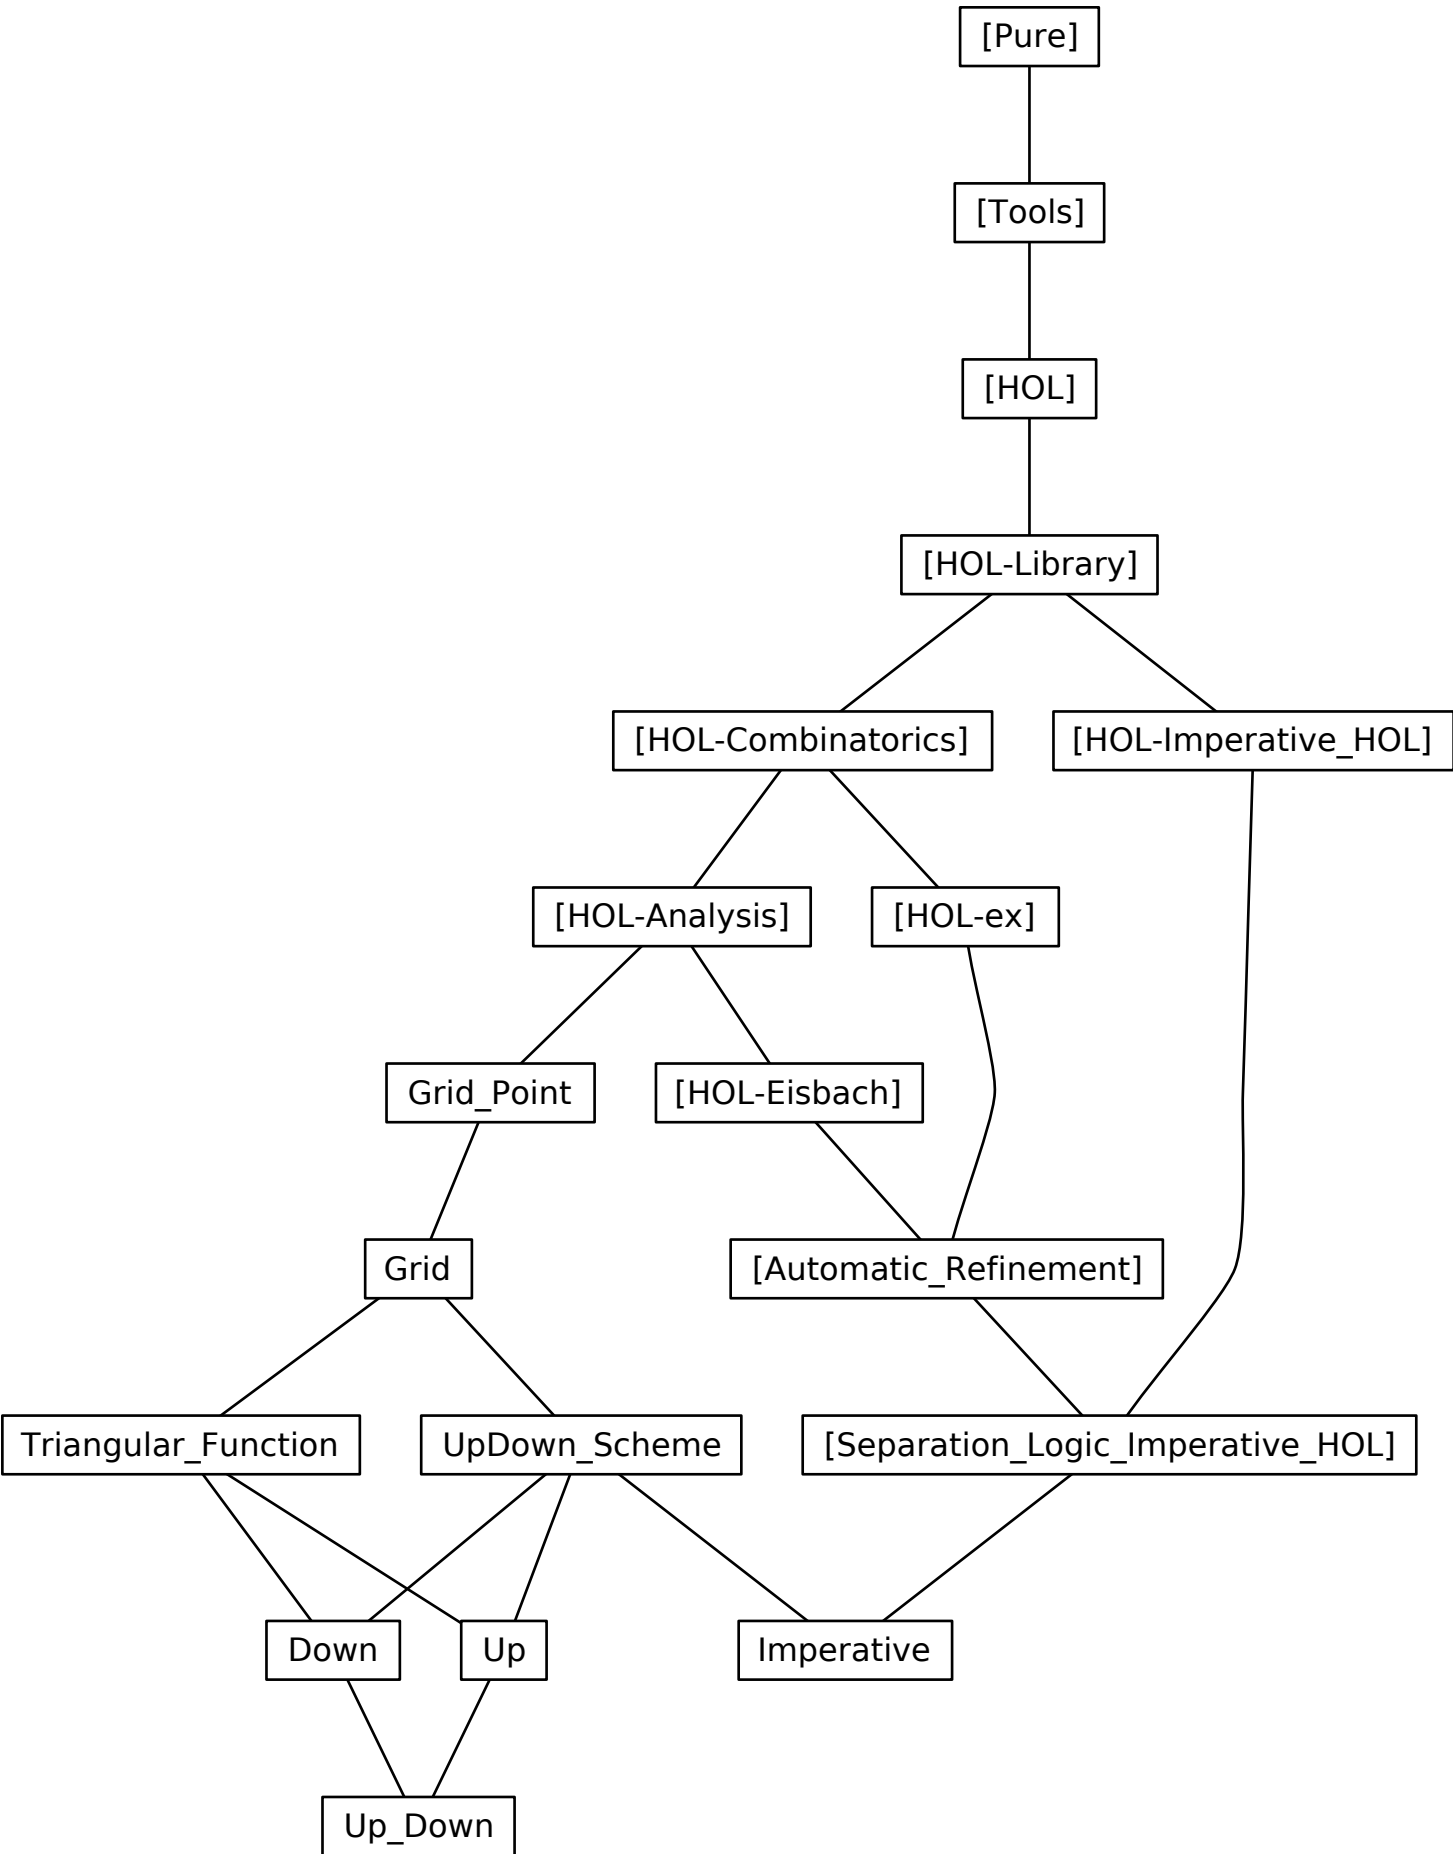 [Pure]
[Tools]
[HOL]
[HOL-Library]
[HOL-Combinatorics]
[HOL-Imperative_HOL]
[HOL-Analysis]
[HOL-ex]
Grid_Point
[HOL-Eisbach]
Grid
[Automatic_Refinement]
Triangular_Function
UpDown_Scheme
[Separation_Logic_Imperative_HOL]
Down
Up
Imperative
Up_Down